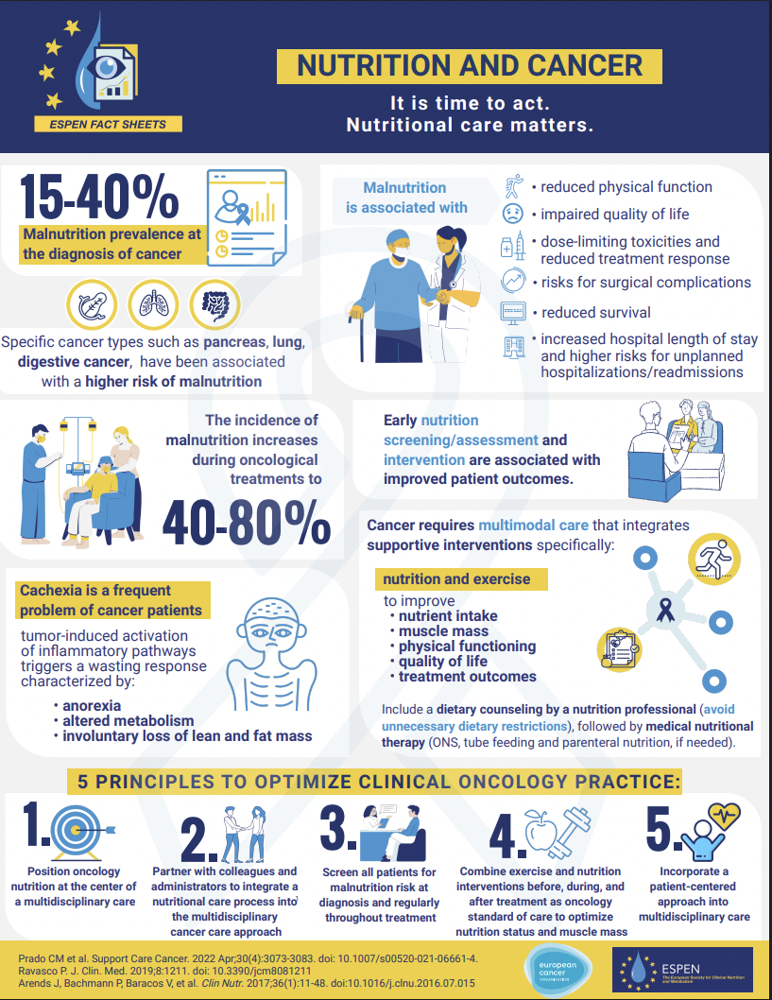 ESPEN FACT SHEETS
NUTRITION AND CANCER
It is time to act.
Nutritional care matters.
15-40%
Malnutrition prevalence at
the diagnosis of cancer
Specific cancer types such as pancreas, lung,
digestive cancer, have been associated
with a higher risk of malnutrition
Malnutrition
is associated with
• reduced physical function
• impaired quality of life
• dose-limiting toxicities and
reduced treatment response
• risks for surgical complications
• reduced survival
• increased hospital length of stay
and higher risks for unplanned
hospitalizations/readmissions
The incidence of
malnutrition increases
during oncological
treatments to
40-80%
Early nutrition
screening/assessment and
intervention are associated with
improved patient outcomes.
Cachexia is a frequent
problem of cancer patients
tumor-induced activation
of inflammatory pathways
triggers a wasting response
characterized by:
• anorexia
• altered metabolism
• involuntary loss of lean and fat mass
Cancer requires multimodal care that integrates
supportive interventions specifically:
nutrition and exercise
to improve
• nutrient intake
• muscle mass
• physical functioning
• quality of life
• treatment outcomes
Include a dietary counseling by a nutrition professional (avoid
unnecessary dietary restrictions), followed by medical nutritional
therapy (ONS, tube feeding and parenteral nutrition, if needed).
5 PRINCIPLES TO OPTIMIZE CLINICAL ONCOLOGY PRACTICE:
1.
Position oncology
nutrition at the center of
a multidisciplinary care
2.
Partner with colleagues and
administrators to integrate a
nutritional care process into
the multidisciplinary
cancer care approach
3.
Screen all patients for
malnutrition risk at
diagnosis and regularly
throughout treatment
4.
Combine exercise and nutrition
interventions before, during, and
after treatment as oncology
standard of care to optimize
nutrition status and muscle mass
5.
Incorporate a
patient-centered
approach into
multidisciplinary care
Prado CM et al. Support Care Cancer. 2022 Apr;30(4):3073-3083. doi: 10.1007/s00520-021-06661-4.
Ravasco P. J. Clin. Med. 2019;8:1211. doi: 10.3390/jcm8081211
Arends J, Bachmann P, Baracos V, et al. Clin Nutr. 2017;36(1):11-48. doi:10.1016/j.clnu.2016.07.015
european
cancer
ORGANISATION
ESPEN
The European Society for Clinical Nutrition
and Metabolism